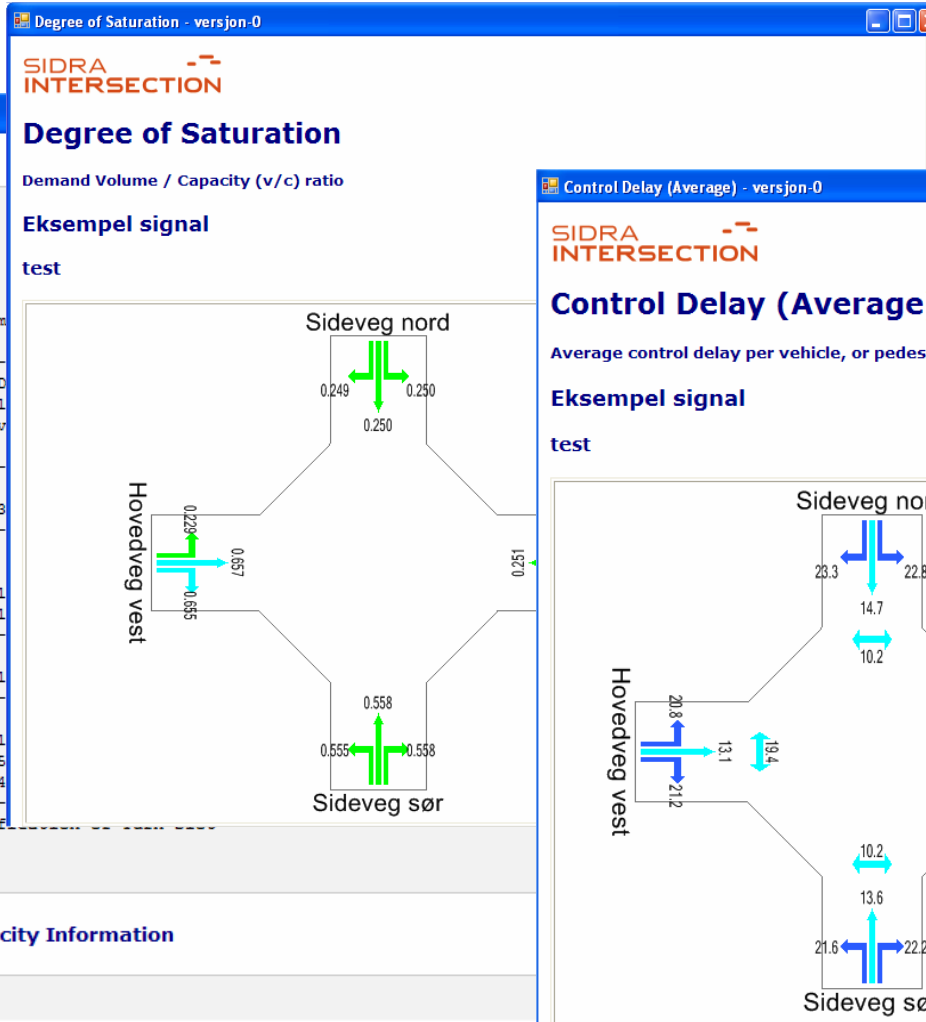 Degree of Saturation - versjon-0
SIDRA
INTERSECTION
Degree of Saturation
Demand Volume / Capacity (v/c) ratio
Eksempel signal
test
Sideveg nord
0.249
0.250
0.250
Hovedveg vest
0.229
0.657
0.655
0.251
0.558
0.555
0.558
Sideveg sør
city Information
Control Delay (Average) - versjon-0
SIDRA
INTERSECTION
Control Delay (Average
Average control delay per vehicle, or pedes
Eksempel signal
test
Sideveg nor
23.3
22.8
14.7
10.2
Hovedveg vest
20.8
13.1
19.4
21.2
10.2
13.6
21.6
22.2
Sideveg sø